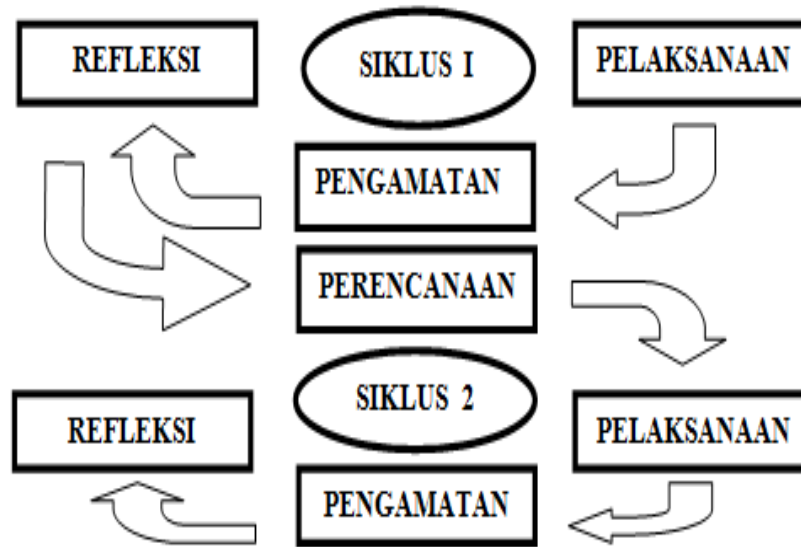 REFLEKSI
SIKLUS I
PELAKSANAAN
PENGAMATAN
PERENCANAAN
SIKLUS 2
REFLEKSI
PELAKSANAAN
PENGAMATAN